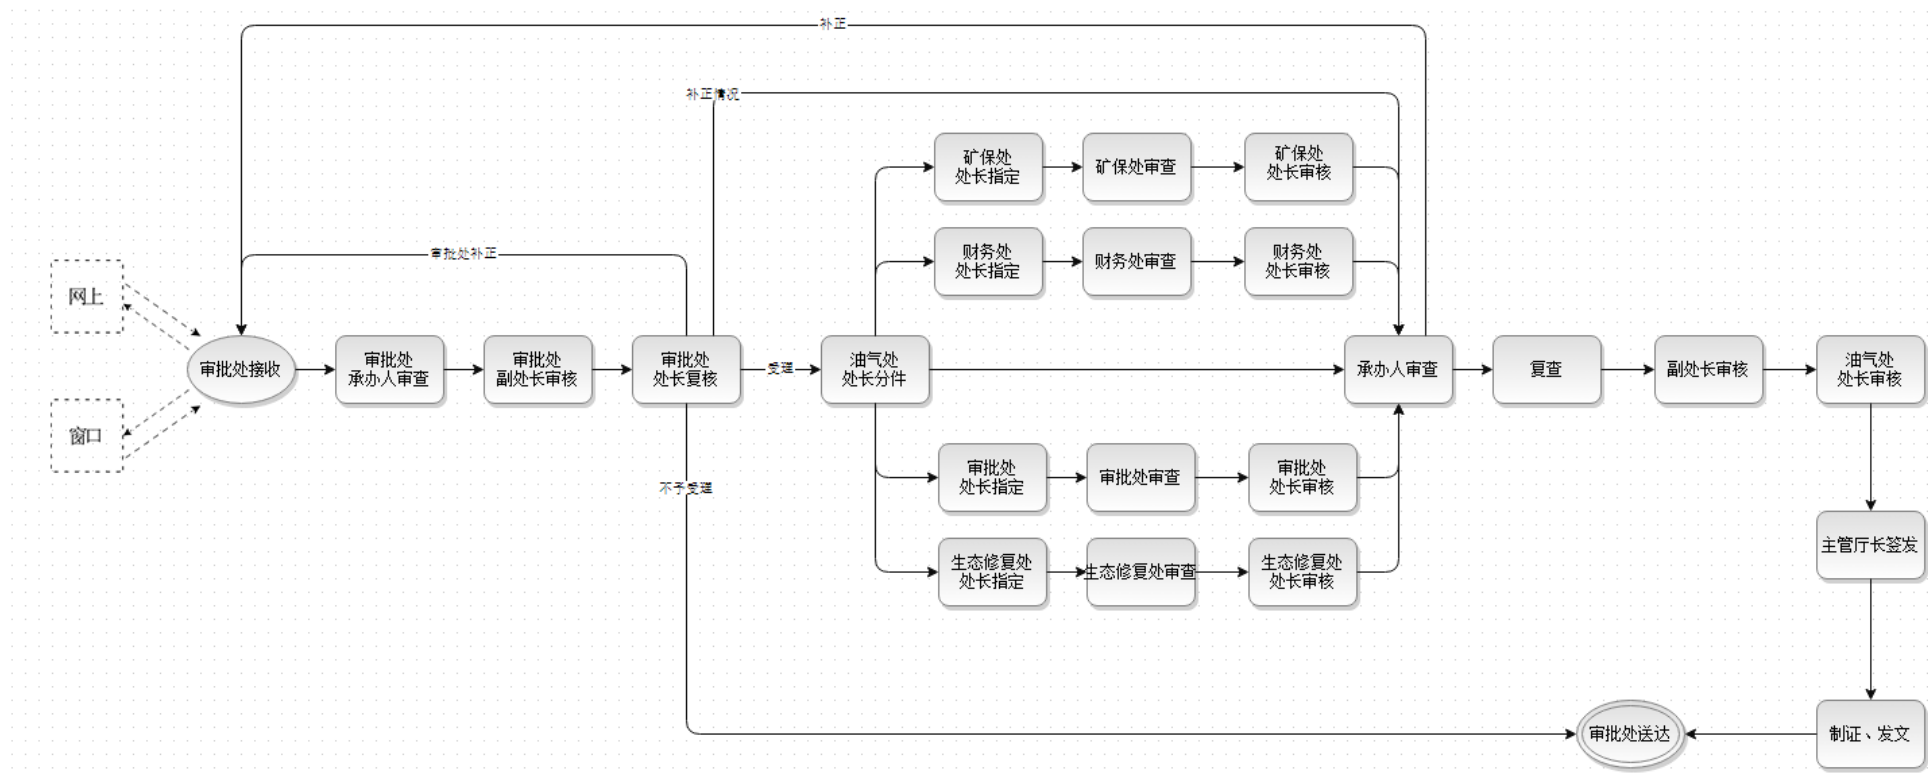 补正
补正情况
矿保处
处长指定
矿保处审查
矿保处
处长审核
审批处补正
财务处
处长指定
财务处审查
财务处
处长审核
网上
审批处接收
审批处
承办人审查
审批处
副处长审核
审批处
处长复核
受理
油气处
处长分件
承办人审查
复查
副处长审核
油气处
处长审核
窗口
不予受理
审批处
处长指定
审批处审查
审批处
处长审核
生态修复处
处长指定
生态修复处审查
生态修复处
处长审核
主管厅长签发
审批处送达
制证、发文